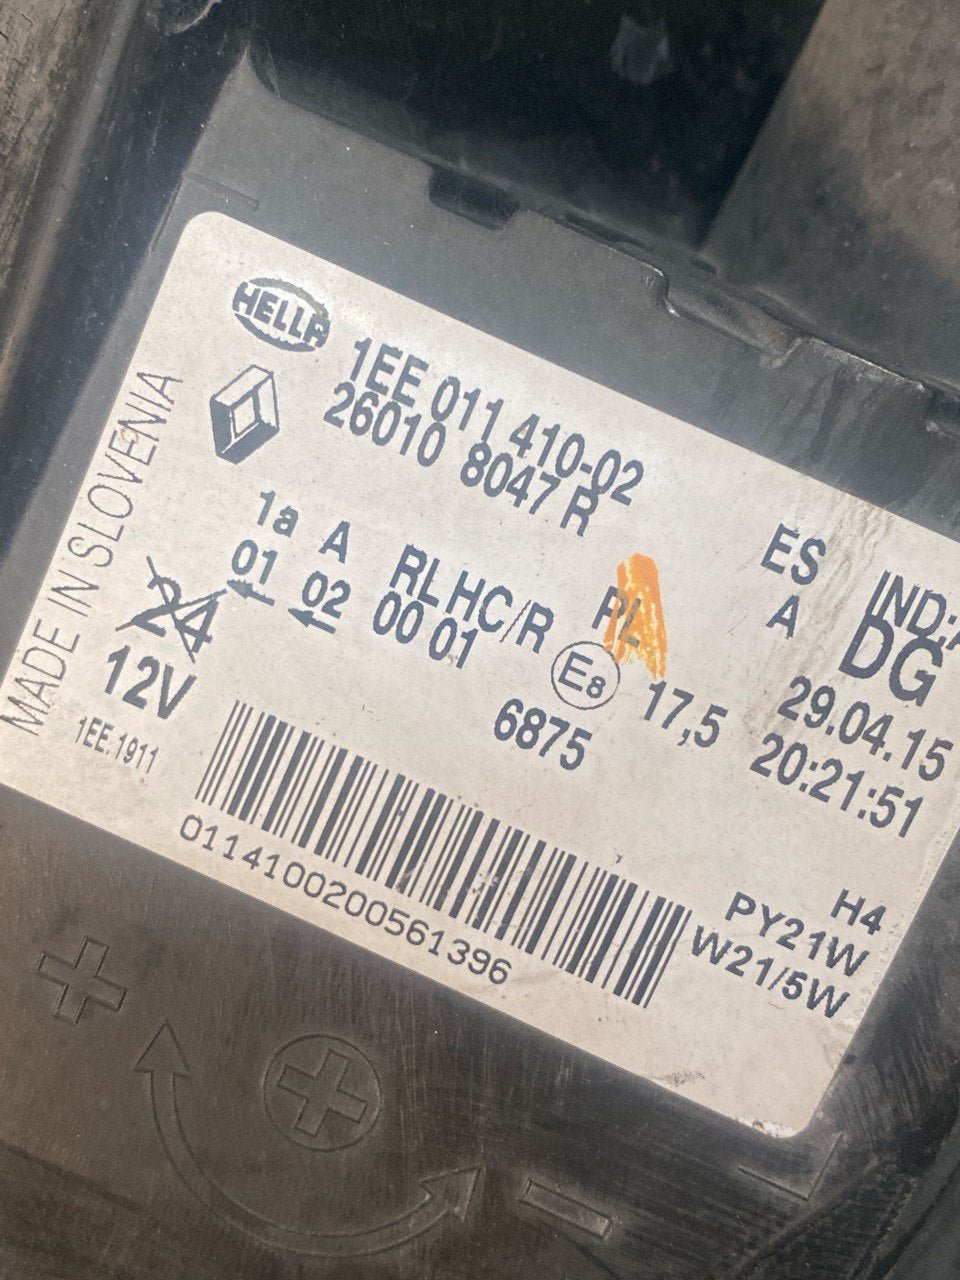 HELLA
1EE 011 410-02
26010 8047 R
MADE IN SLOVENIA
1a A RL HC/R PL
01 02 00 01
24
12V
1EE.1911
E8
6875
17,5
ES
A
IND:A
DG
29.04.15
20:21:51
0114100200561396
H4
PY21W
W21/5W